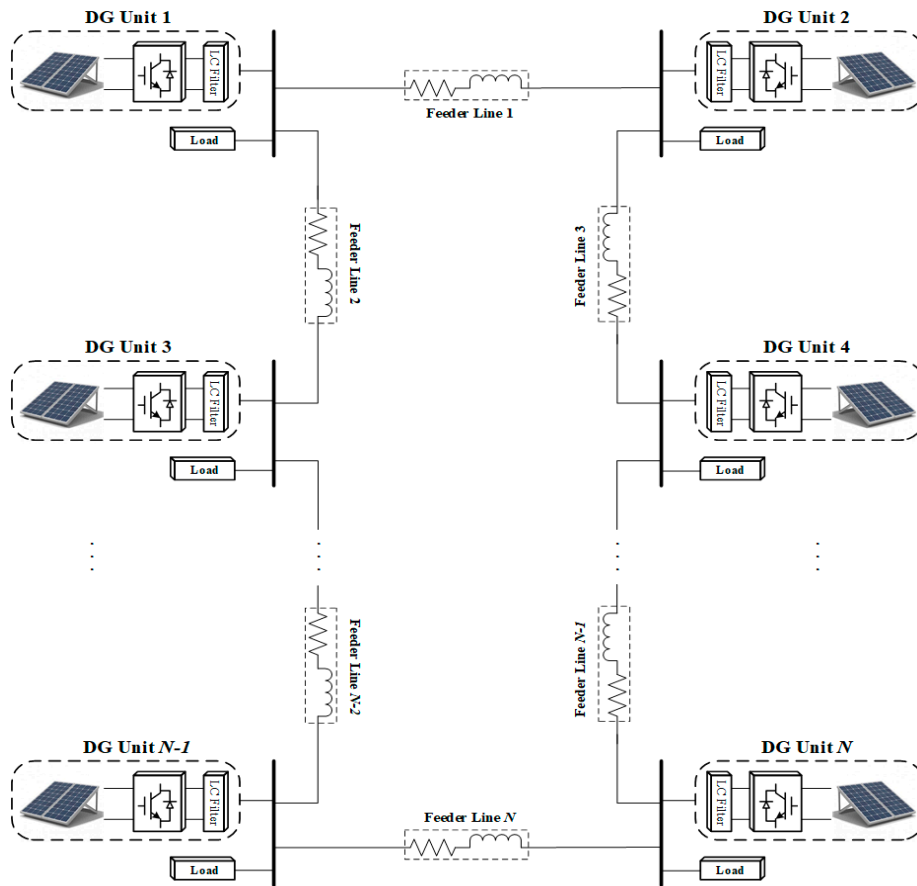 DG Unit 1
DG Unit 2
LC Filter
LC Filter
Feeder Line 1
Load
Load
Feeder Line 2
Feeder Line 3
DG Unit 3
DG Unit 4
LC Filter
LC Filter
Load
Load
Feeder Line N-2
Feeder Line N-1
DG Unit N-1
DG Unit N
LC Filter
LC Filter
Feeder Line N
Load
Load